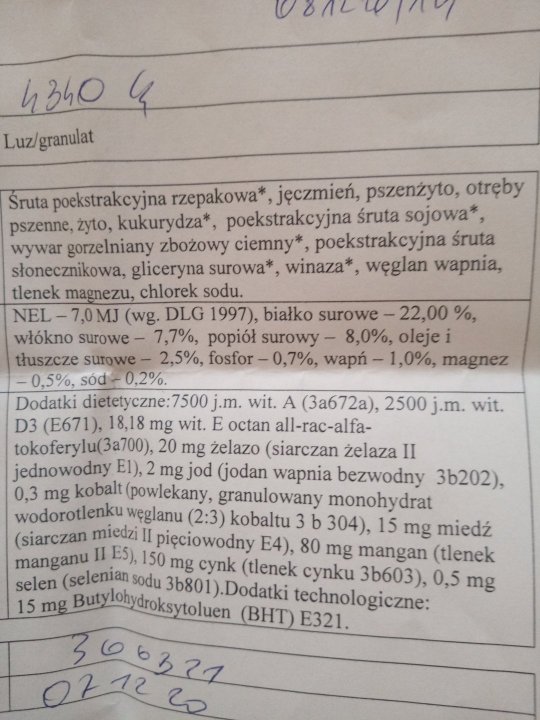 4340
Luz/granulat
Śruta poekstrakcyjna rzepakowa*, jęczmień, pszenżyto, otręby
pszenne, żyto, kukurydza*, poekstrakcyjna śruta sojowa*,
wywar gorzelniany zbożowy ciemny*, poekstrakcyjna śruta
słonecznikowa, gliceryna surowa*, winaza*, węglan wapnia,
tlenek magnezu, chlorek sodu.
NEL – 7,0 MJ (wg. DLG 1997), białko surowe – 22,00 %,
włókno surowe – 7,7%, popiół surowy – 8,0%, oleje i
tłuszcze surowe – 2,5%, fosfor – 0,7%, wapń – 1,0%, magnez
– 0,5%, sód – 0,2%.
Dodatki dietetyczne:7500 j.m. wit. A (3a672a), 2500 j.m. wit.
D3 (E671), 18,18 mg wit. E octan all-rac-alfa-
tokoferylu(3a700), 20 mg żelazo (siarczan żelaza II
jednowodny E1), 2 mg jod (jodan wapnia bezwodny 3b202),
0,3 mg kobalt (powlekany, granulowany monohydrat
wodorotlenku węglanu (2:3) kobaltu 3 b 304), 15 mg miedź
(siarczan miedzi II pięciowodny E4), 80 mg mangan (tlenek
manganu II E5), 150 mg cynk (tlenek cynku 3b603), 0,5 mg
selen (selenian sodu 3b801).Dodatki technologiczne:
15 mg Butylohydroksytoluen (BHT) E321.
366321
071220